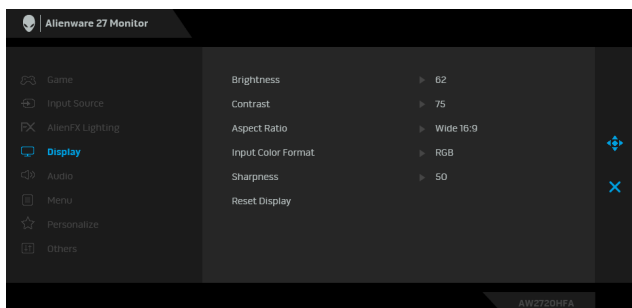 Alienware 27 Monitor
Game
Input Source
FX AlienFX Lighting
Display
Audio
Menu
Personalize
Others
Brightness 62
Contrast 75
Aspect Ratio Wide 16:9
Input Color Format RGB
Sharpness 50
Reset Display
AW2720HFA